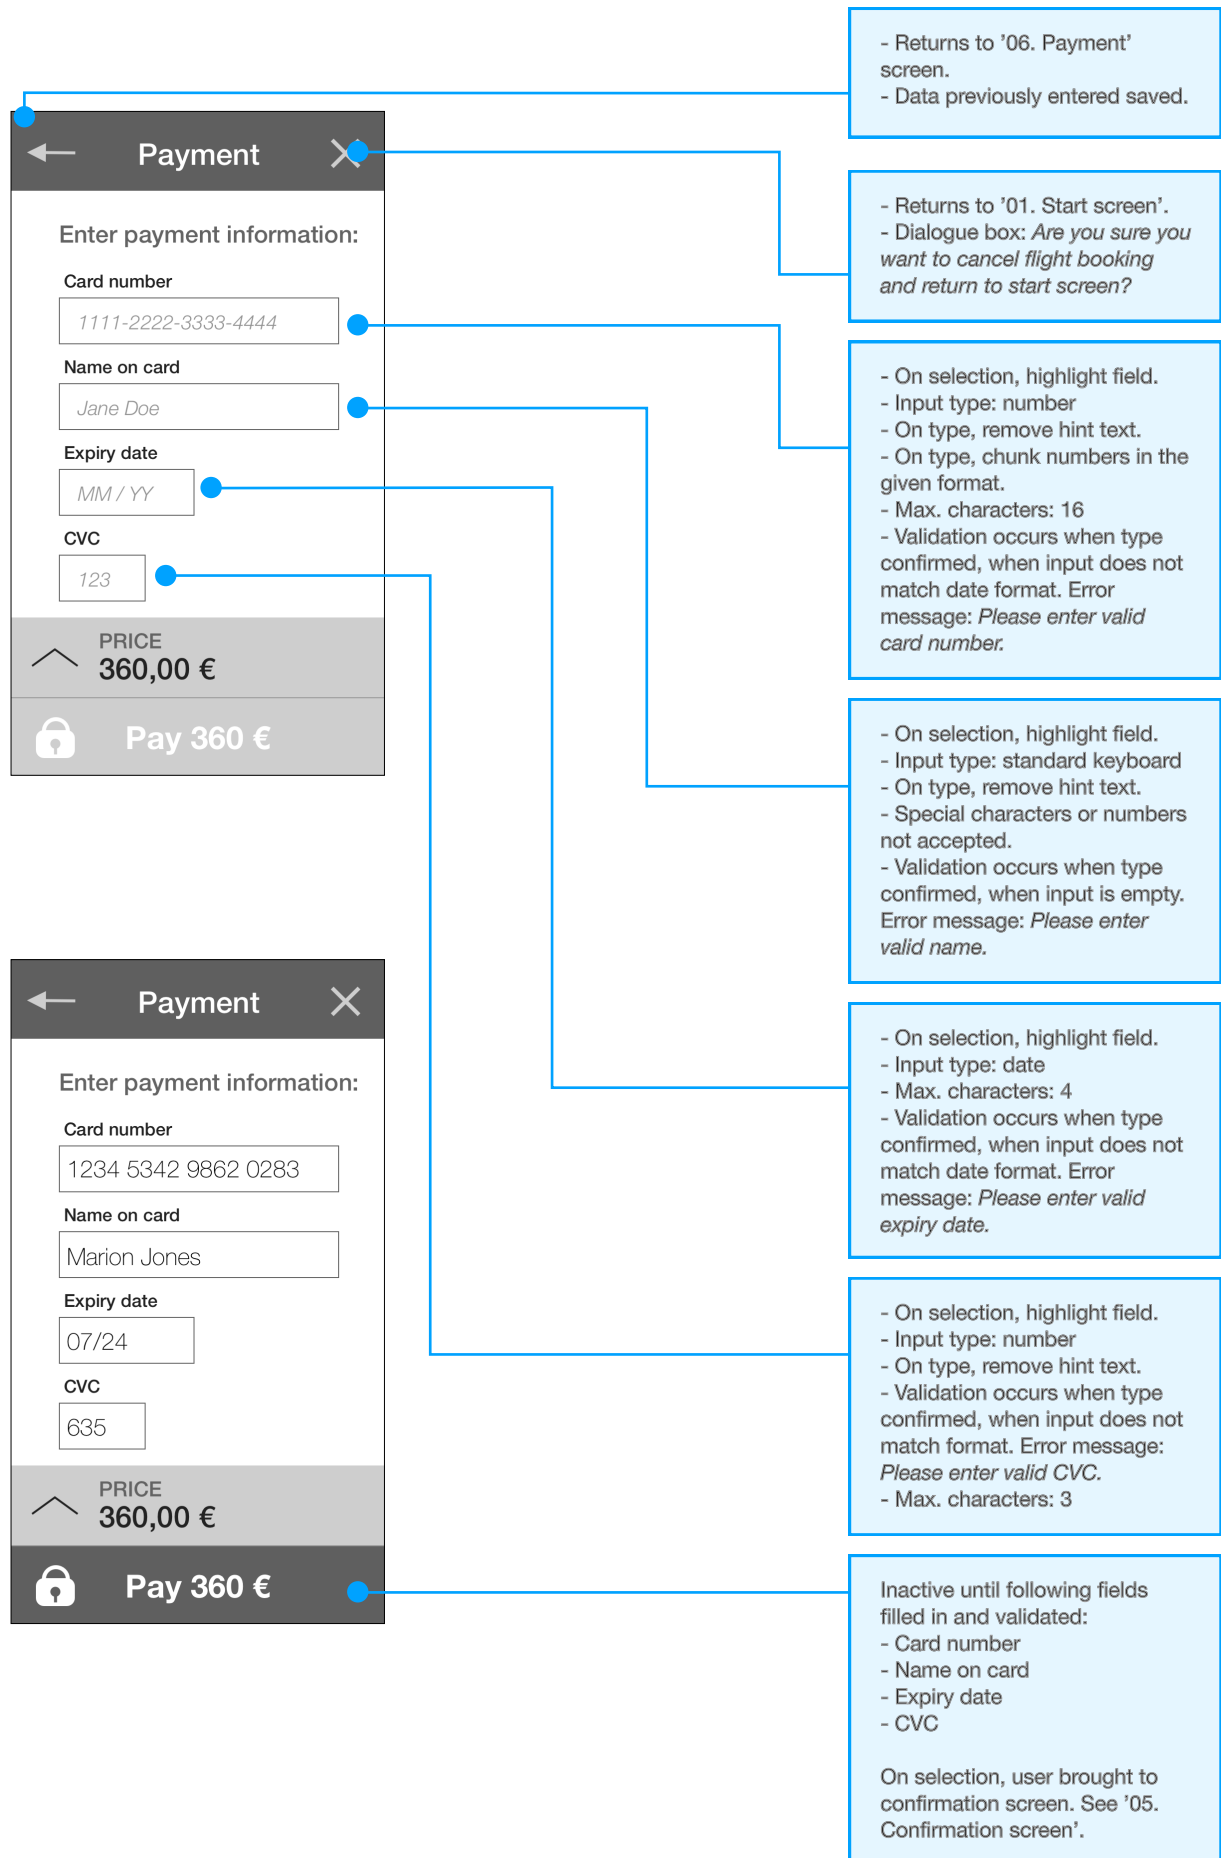 Payment
Enter payment information:
Card number
1111-2222-3333-4444
Name on card
Jane Doe
Expiry date
MM / YY
CVC
123
PRICE
360,00 €
Pay 360 €
Payment
Enter payment information:
Card number
1234 5342 9862 0283
Name on card
Marion Jones
Expiry date
07/24
CVC
635
PRICE
360,00 €
Pay 360 €
- Returns to ’06. Payment’
screen.
- Data previously entered saved.
- Returns to ’01. Start screen’.
- Dialogue box: Are you sure you
want to cancel flight booking
and return to start screen?
- On selection, highlight field.
- Input type: number
- On type, remove hint text.
- On type, chunk numbers in the
given format.
- Max. characters: 16
- Validation occurs when type
confirmed, when input does not
match date format. Error
message: Please enter valid
card number.
- On selection, highlight field.
- Input type: standard keyboard
- On type, remove hint text.
- Special characters or numbers
not accepted.
- Validation occurs when type
confirmed, when input is empty.
Error message: Please enter
valid name.
- On selection, highlight field.
- Input type: date
- Max. characters: 4
- Validation occurs when type
confirmed, when input does not
match date format. Error
message: Please enter valid
expiry date.
- On selection, highlight field.
- Input type: number
- On type, remove hint text.
- Validation occurs when type
confirmed, when input does not
match format. Error message:
Please enter valid CVC.
- Max. characters: 3
Inactive until following fields
filled in and validated:
- Card number
- Name on card
- Expiry date
- CVC
On selection, user brought to
confirmation screen. See ’05.
Confirmation screen’.